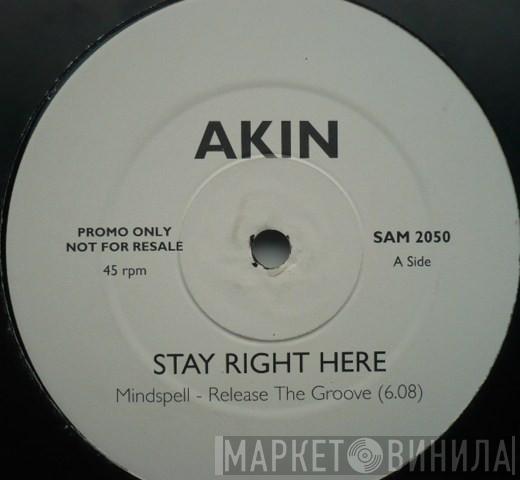 AKIN
PROMO ONLY
NOT FOR RESALE
45 rpm
SAM 2050
A Side
STAY RIGHT HERE
Mindspell - Release The Groove (6.08)
МАРКЕТ ВИНИЛА